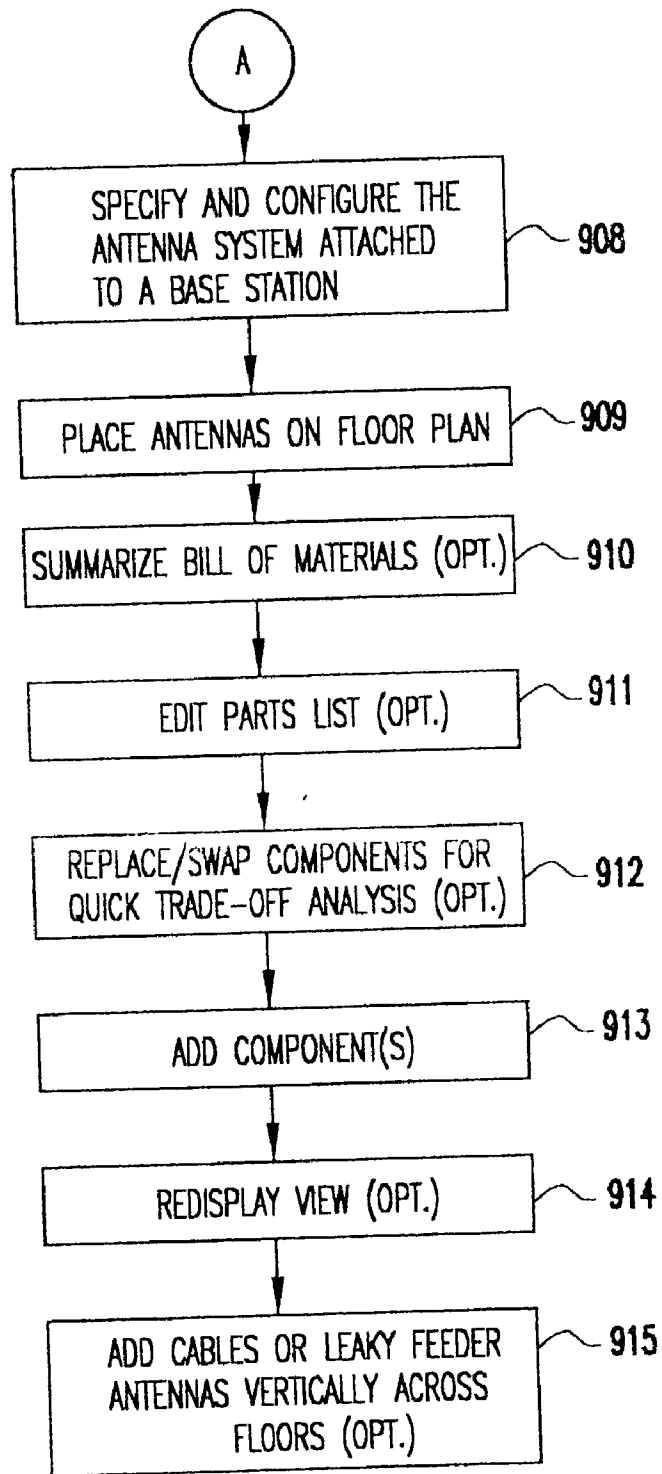 A
SPECIFY AND CONFIGURE THE
ANTENNA SYSTEM ATTACHED
TO A BASE STATION
908
PLACE ANTENNAS ON FLOOR PLAN
909
SUMMARIZE BILL OF MATERIALS (OPT.)
910
EDIT PARTS LIST (OPT.)
911
REPLACE/SWAP COMPONENTS FOR
QUICK TRADE-OFF ANALYSIS (OPT.)
912
ADD COMPONENT(S)
913
REDISPLAY VIEW (OPT.)
914
ADD CABLES OR LEAKY FEEDER
ANTENNAS VERTICALLY ACROSS
FLOORS (OPT.)
915